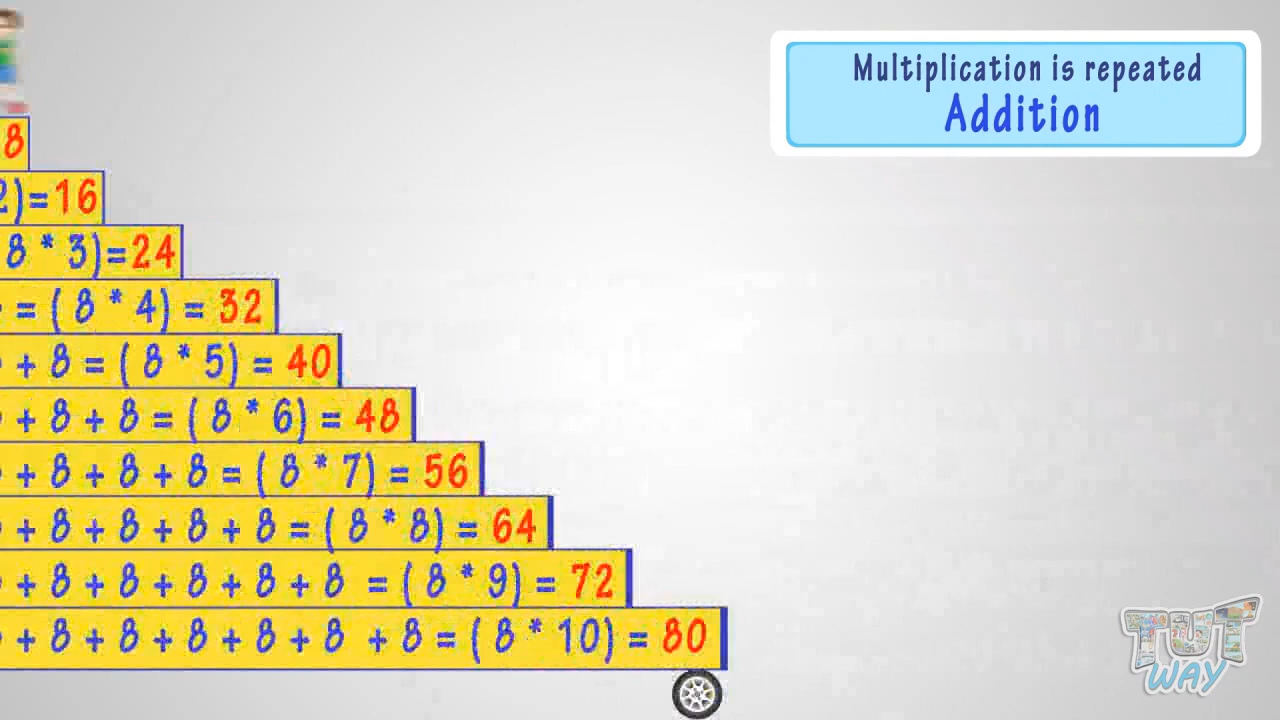 Multiplication is repeated
Addition
8
2)=16
8 * 3)=24
= ( 8 * 4) = 32
+ 8 = ( 8 * 5) = 40
+ 8 + 8 = ( 8 * 6) = 48
+ 8 + 8 + 8 = ( 8 * 7) = 56
+ 8 + 8 + 8 + 8 = ( 8 * 8) = 64
+ 8 + 8 + 8 + 8 + 8 = ( 8 * 9) = 72
+ 8 + 8 + 8 + 8 + 8 + 8 = ( 8 * 10) = 80
TUT
WAY